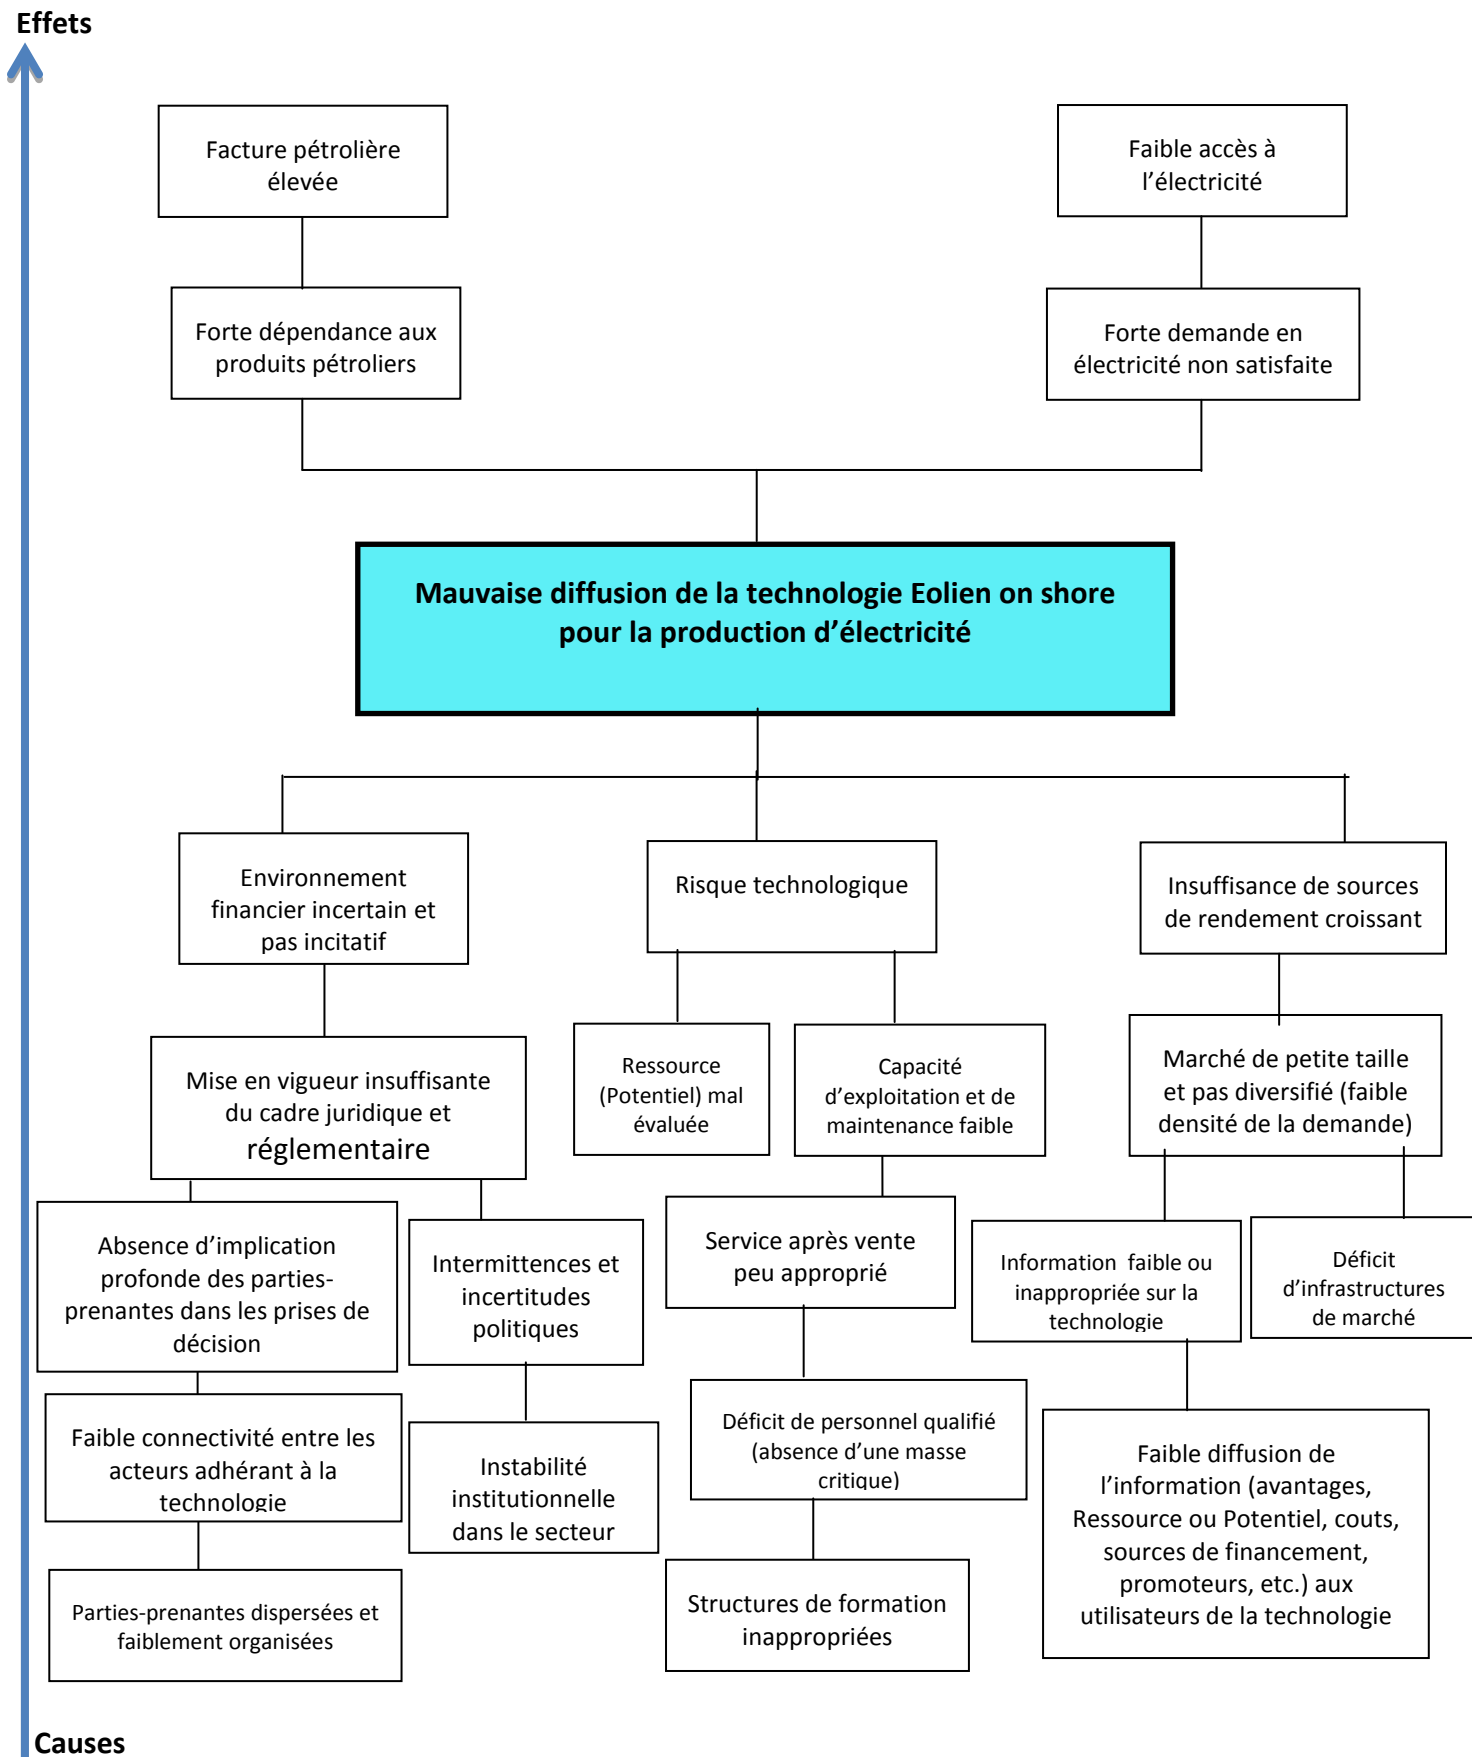 Effets
Facture pétrolière
élevée
Faible accès à
l’électricité
Forte dépendance aux
produits pétroliers
Forte demande en
électricité non satisfaite
Mauvaise diffusion de la technologie Eolien on shore
pour la production d’électricité
Environnement
financier incertain et
pas incitatif
Risque technologique
Insuffisance de sources
de rendement croissant
Mise en vigueur insuffisante
du cadre juridique et
réglementaire
Ressource
(Potentiel) mal
évaluée
Capacité
d’exploitation et de
maintenance faible
Marché de petite taille
et pas diversifié (faible
densité de la demande)
Absence d’implication
profonde des parties-
prenantes dans les prises de
décision
Intermittences et
incertitudes
politiques
Service après vente
peu approprié
Information  faible ou
inappropriée sur la
technologie
Déficit
d’infrastructures
de marché
Faible connectivité entre les
acteurs adhérant à la
technologie
Instabilité
institutionnelle
dans le secteur
Déficit de personnel qualifié
(absence d’une masse
critique)
Faible diffusion de
l’information (avantages,
Ressource ou Potentiel, couts,
sources de financement,
promoteurs, etc.) aux
utilisateurs de la technologie
Parties-prenantes dispersées et
faiblement organisées
Structures de formation
inappropriées
Causes